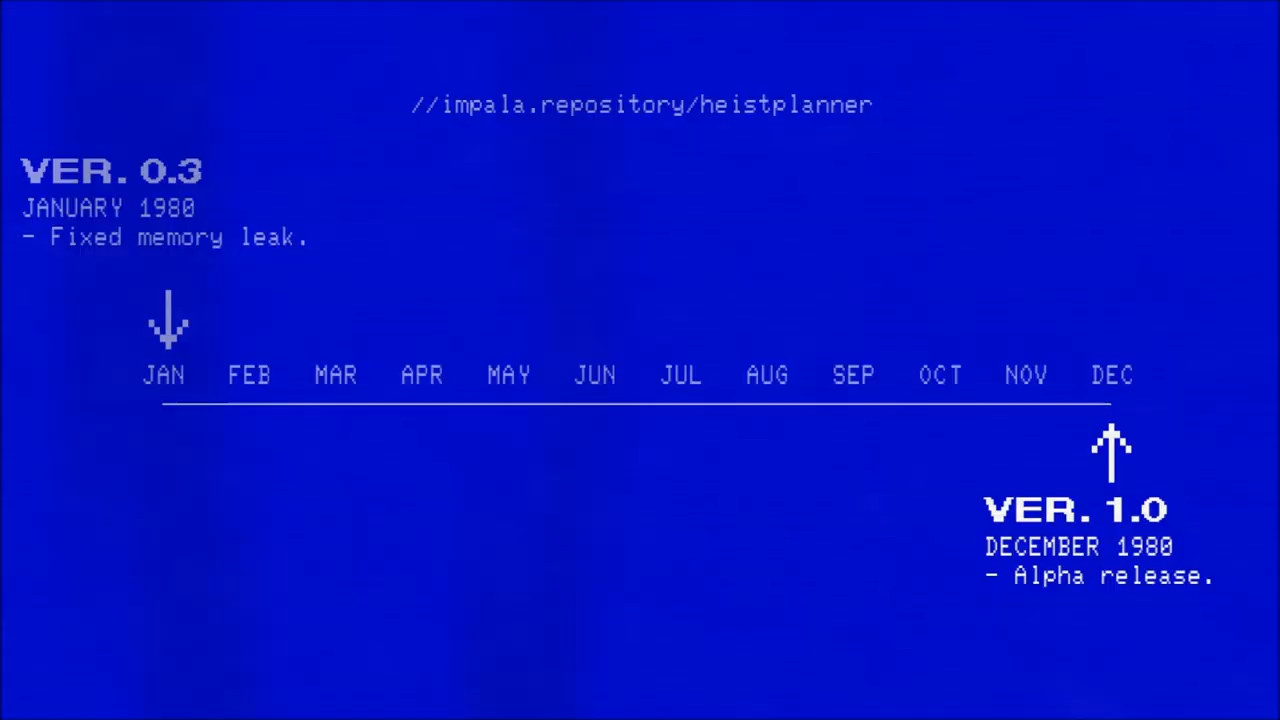 //impala.repository/heistplanner
VER. 0.3
JANUARY 1980
- Fixed memory leak.
JAN FEB MAR APR MAY JUN JUL AUG SEP OCT NOV DEC
VER. 1.0
DECEMBER 1980
- Alpha release.